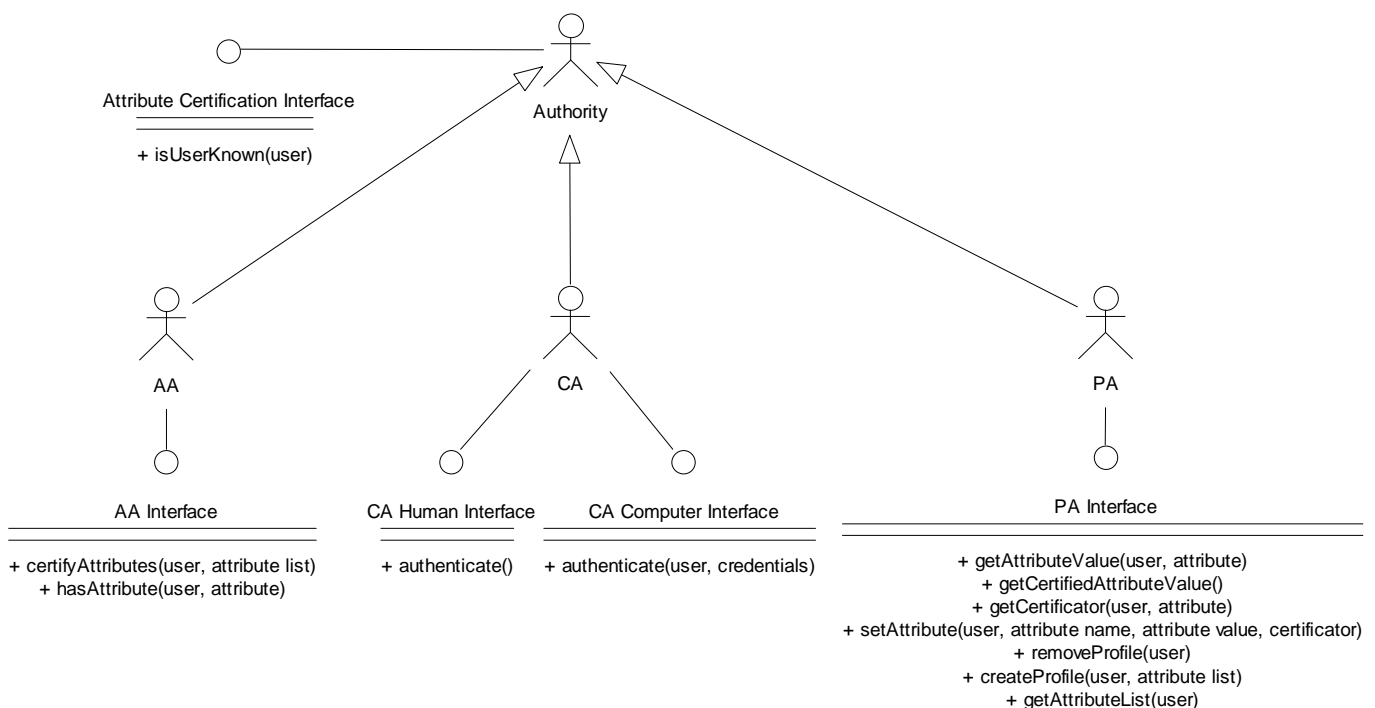 Attribute Certification Interface
+ isUserKnown(user)
Authority
AA
CA
PA
AA Interface
+ certifyAttributes(user, attribute list)
+ hasAttribute(user, attribute)
CA Human Interface
+ authenticate()
CA Computer Interface
+ authenticate(user, credentials)
PA Interface
+ getAttributeValue(user, attribute)
+ getCertifiedAttributeValue()
+ getCertificator(user, attribute)
+ setAttribute(user, attribute name, attribute value, certificator)
+ removeProfile(user)
+ createProfile(user, attribute list)
+ getAttributeList(user)